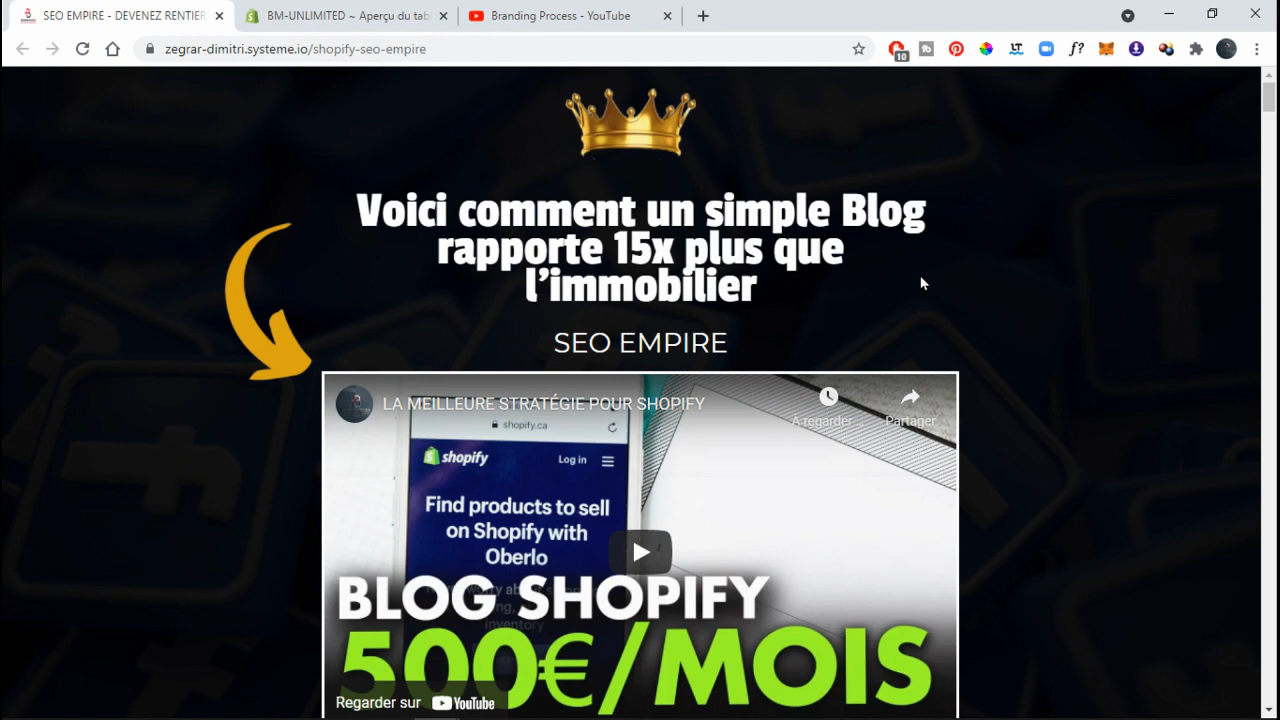 SEO EMPIRE - DEVENEZ RENTIER
BM-UNLIMITED ~ Aperçu du tab
Branding Process - YouTube
zegrar-dimitri.systeme.io/shopify-seo-empire
10
f?
Voici comment un simple Blog
rapporte 15x plus que
l'immobilier
SEO EMPIRE
LA MEILLEURE STRATÉGIE POUR SHOPIFY
À regarder ...
Partager
shopify.ca
shopify
Log in
Find products to sell
on Shopify with
Oberlo
inventory
BLOG SHOPIFY
500€/MOIS
Regarder sur
YouTube